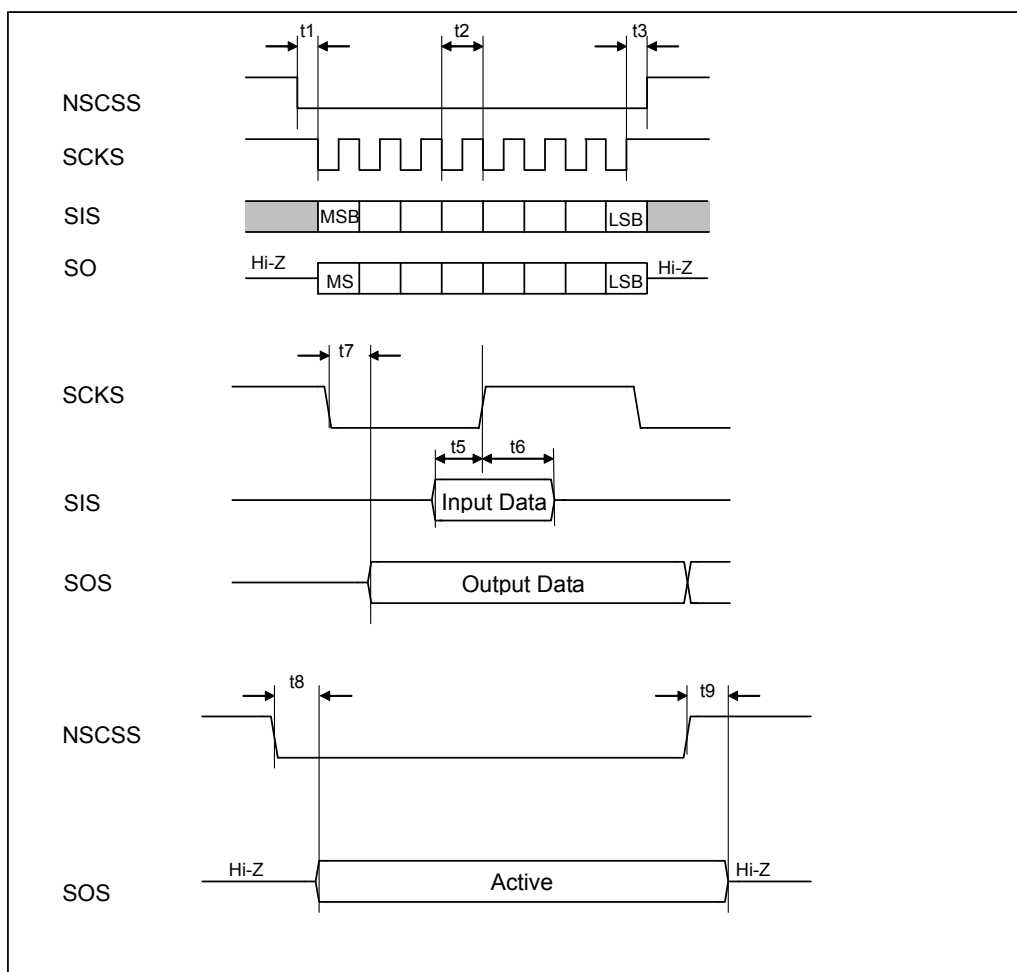 t1 t2 t3
NSCSS
SCKS
SIS MSB LSB
SO Hi-Z MS LSB Hi-Z
t7
SCKS
t5 t6
SIS Input Data
SOS Output Data
t8 t9
NSCSS
SOS Hi-Z Active Hi-Z